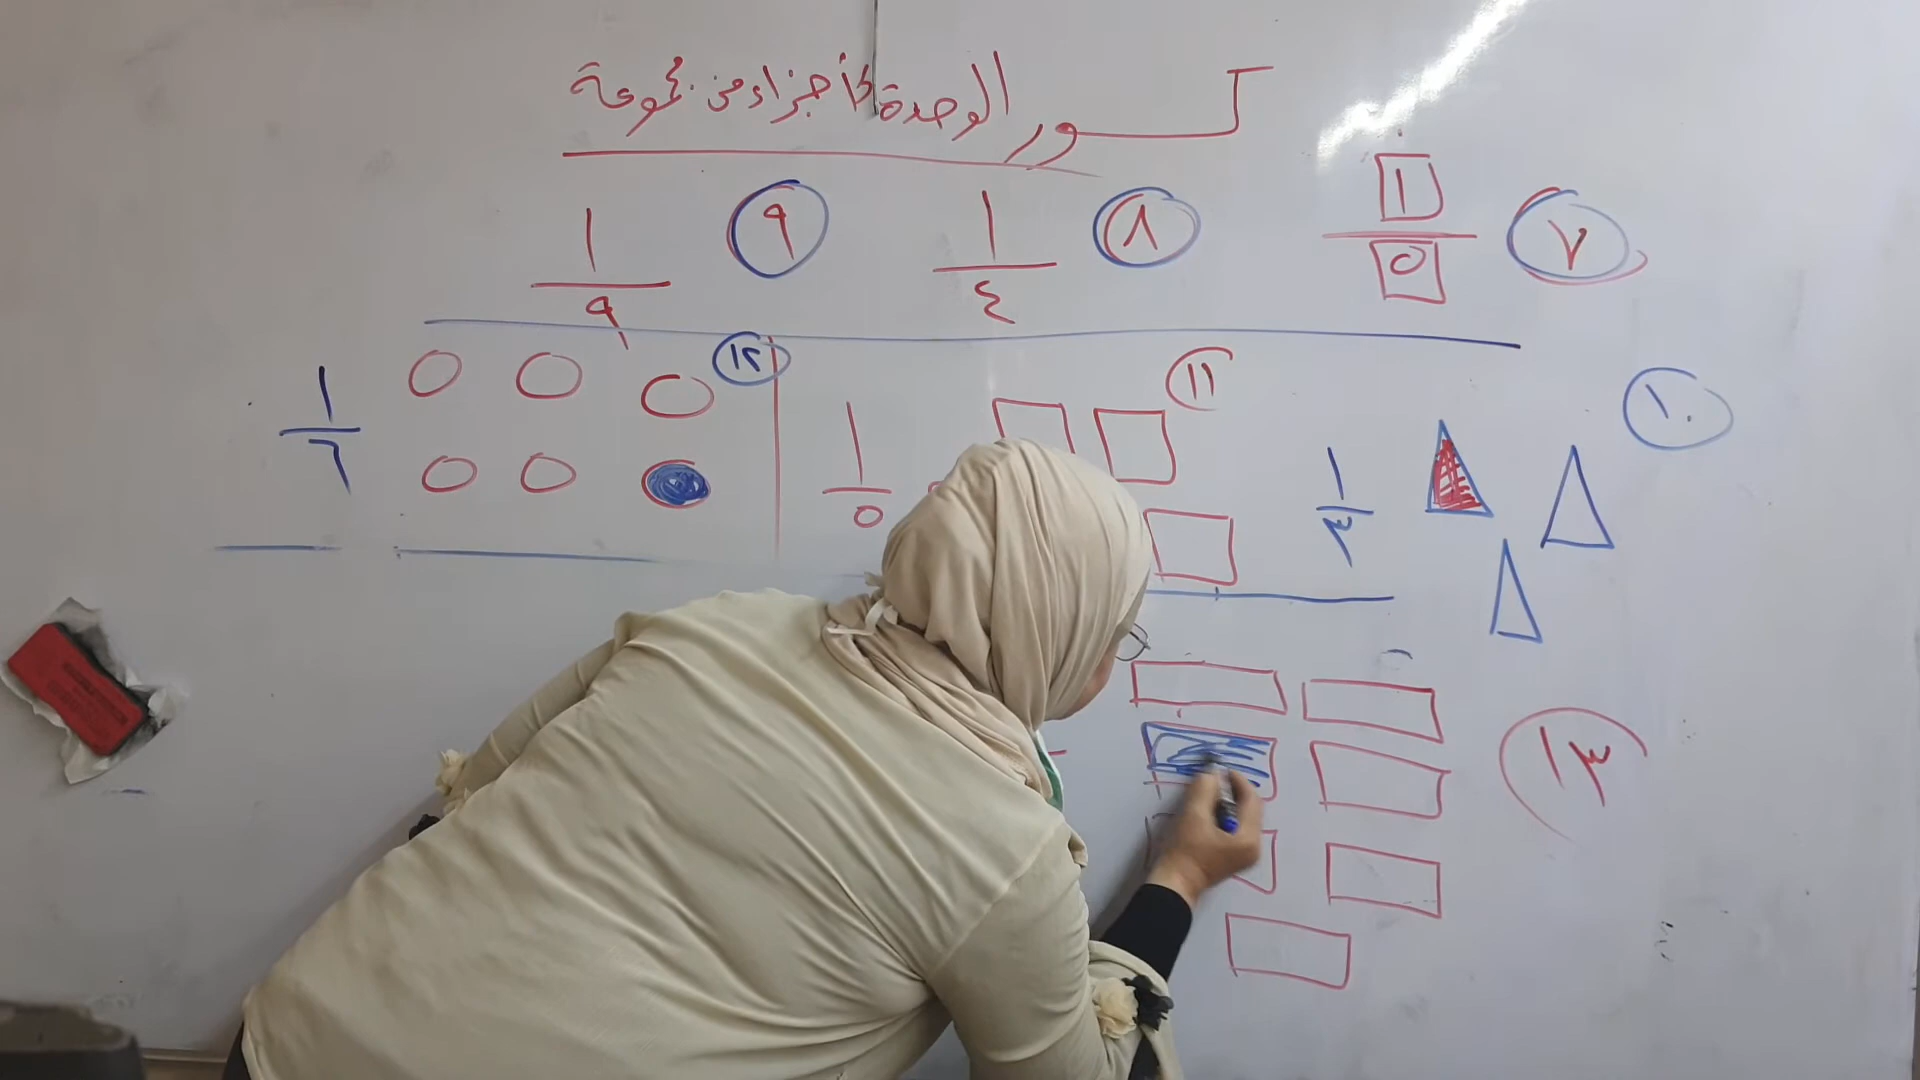 كسور الوحدة كأجزاء من مجموعة
٧ ١/٥ ٨ ١/٤ ٩ ١/٩
١٠ ١/٣ ١١ ١/٥ ١٢ ١/٦
١٣